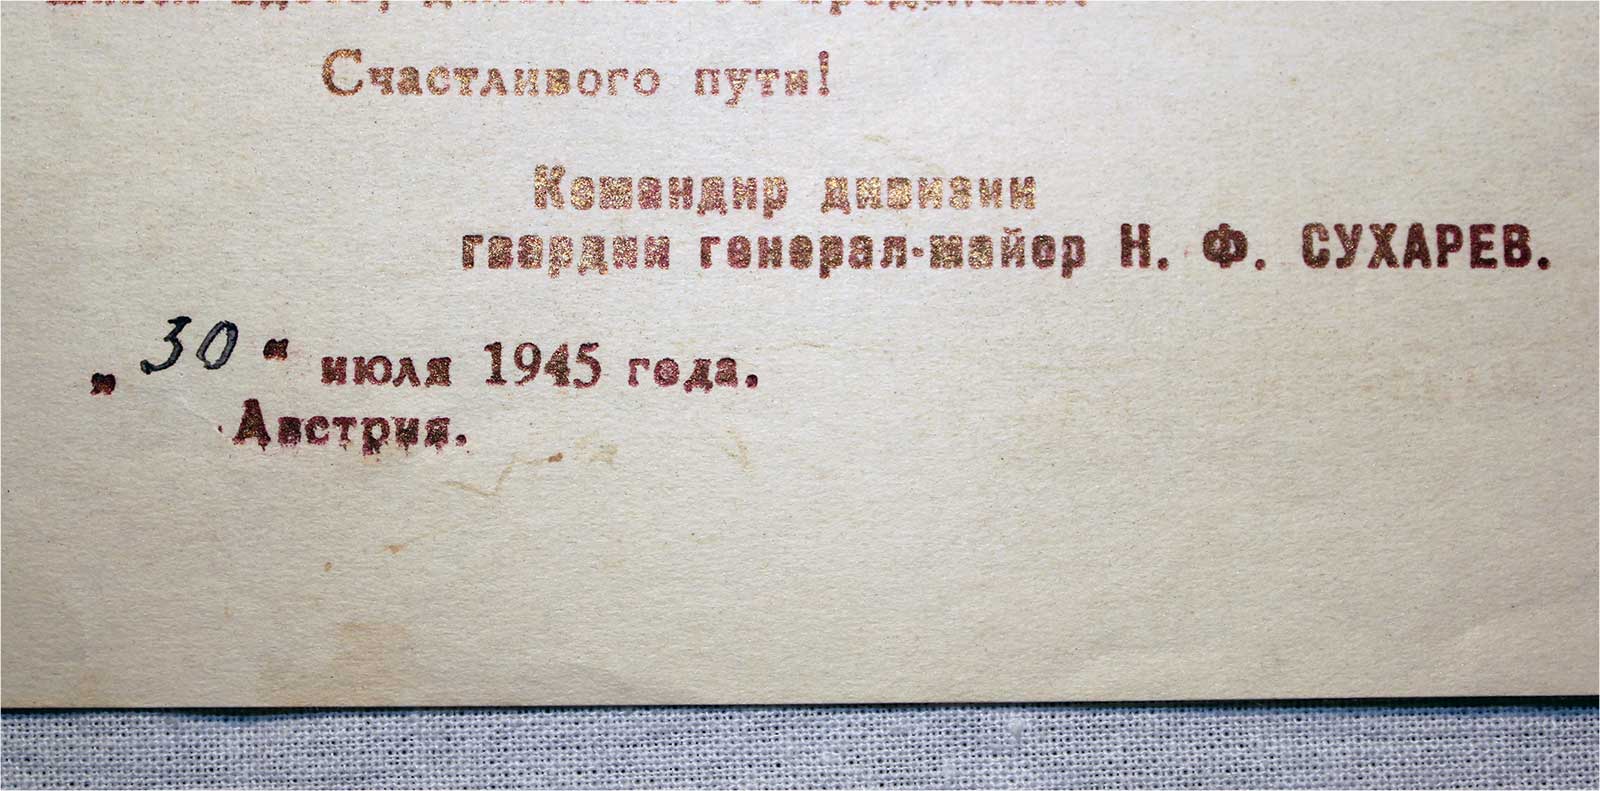 Счастливого пути!
Командир дивизии
гвардии генерал-майор Н. Ф. СУХАРЕВ.
„ 30 “ июля 1945 года.
Австрия.